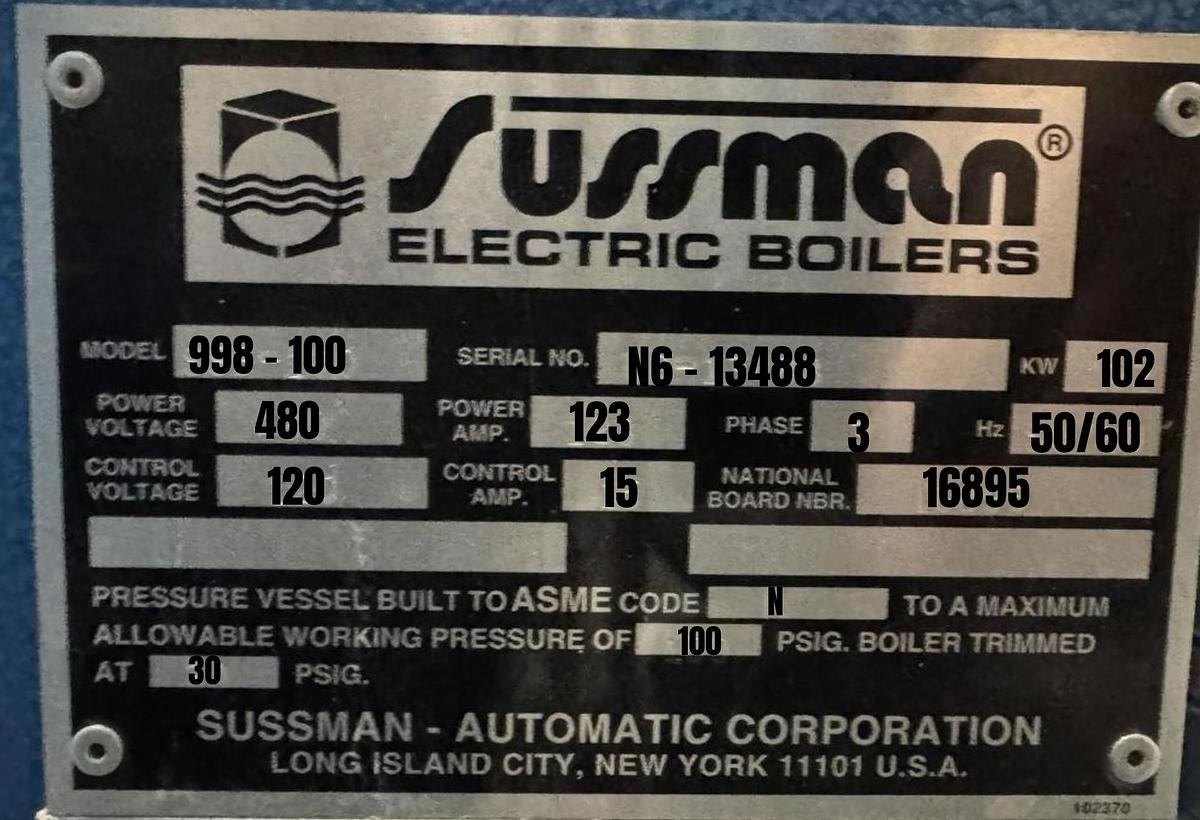 Sussman®
ELECTRIC BOILERS
MODEL 998 - 100 SERIAL NO. N6 - 13488 KW 102
POWER VOLTAGE 480 POWER AMP. 123 PHASE 3 Hz 50/60
CONTROL VOLTAGE 120 CONTROL AMP. 15 NATIONAL BOARD NBR. 16895
PRESSURE VESSEL BUILT TO ASME CODE N TO A MAXIMUM
ALLOWABLE WORKING PRESSURE OF 100 PSIG. BOILER TRIMMED
AT 30 PSIG.
SUSSMAN - AUTOMATIC CORPORATION
LONG ISLAND CITY, NEW YORK 11101 U.S.A.
102370